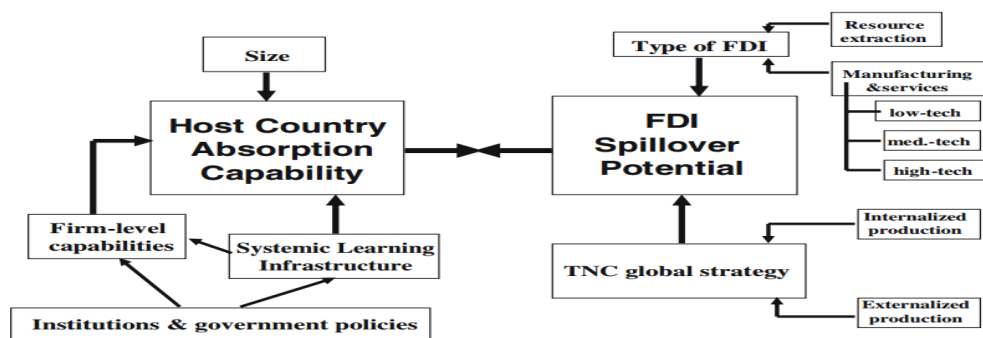 Size
Host Country
Absorption
Capability
Firm-level
capabilities
Systemic Learning
Infrastructure
Institutions & government policies
Type of FDI
Resource
extraction
Manufacturing
&services
low-tech
med.-tech
high-tech
FDI
Spillover
Potential
TNC global strategy
Internalized
production
Externalized
production